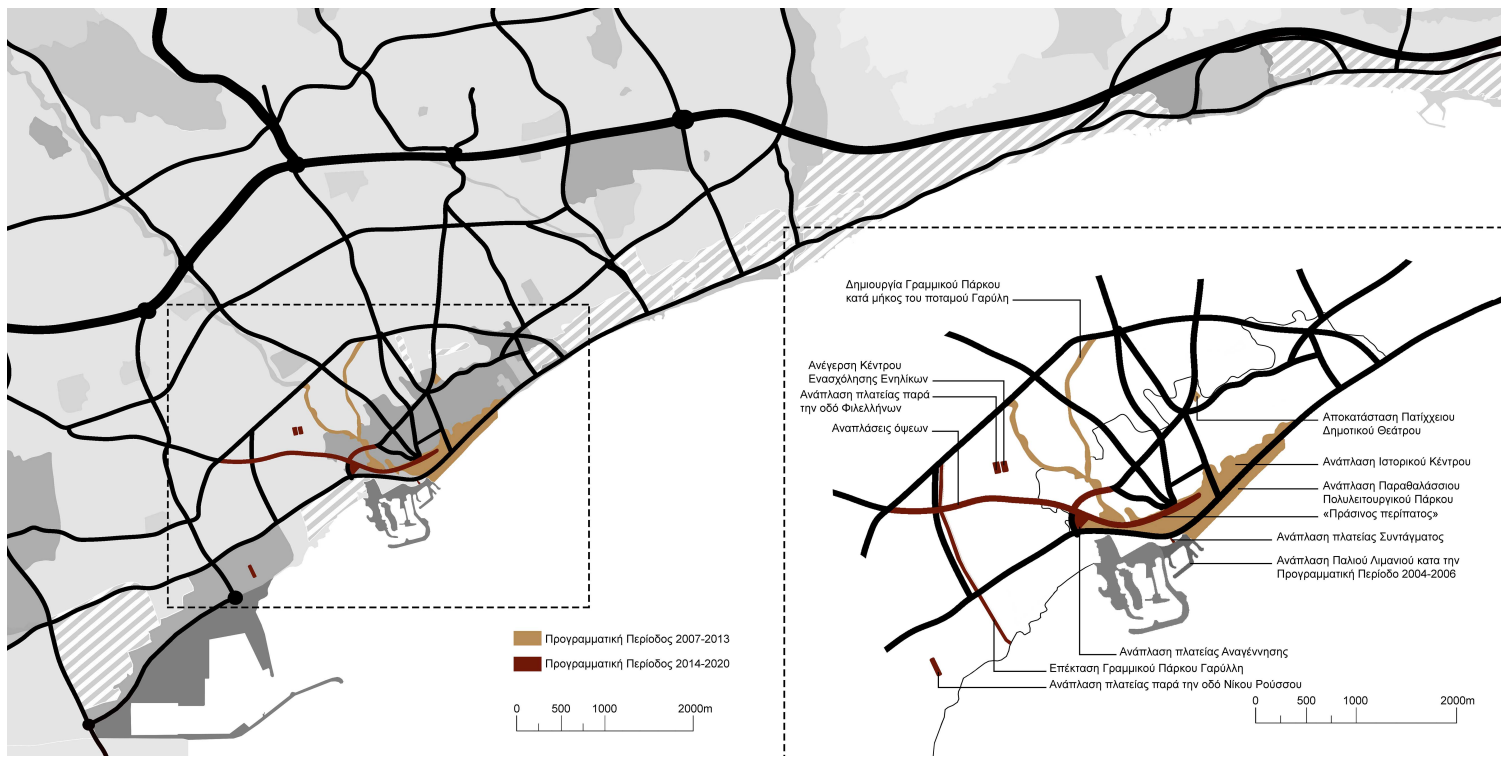 Δημιουργία Γραμμικού Πάρκου
κατά μήκος του ποταμού Γαρύλη
Ανέγερση Κέντρου
Ενασχόλησης Ενηλίκων
Ανάπλαση πλατείας παρά
την οδό Φιλελλήνων
Αναπλάσεις όψεων
Αποκατάσταση Πατίχχειου
Δημοτικού Θεάτρου
Ανάπλαση Ιστορικού Κέντρου
Ανάπλαση Παραθαλάσσιου
Πολυλειτουργικού Πάρκου
«Πράσινος περίπατος»
Ανάπλαση πλατείας Συντάγματος
Ανάπλαση Παλιού Λιμανιού κατα την
Προγραμματική Περίοδο 2004-2006
Ανάπλαση πλατείας Αναγέννησης
Επέκταση Γραμμικού Πάρκου Γαρύλλη
Ανάπλαση πλατείας παρά την οδό Νίκου Ρούσσου
Προγραμματική Περίοδος 2007-2013
Προγραμματική Περίοδος 2014-2020
0 500 1000 2000m
0 500 1000 2000m